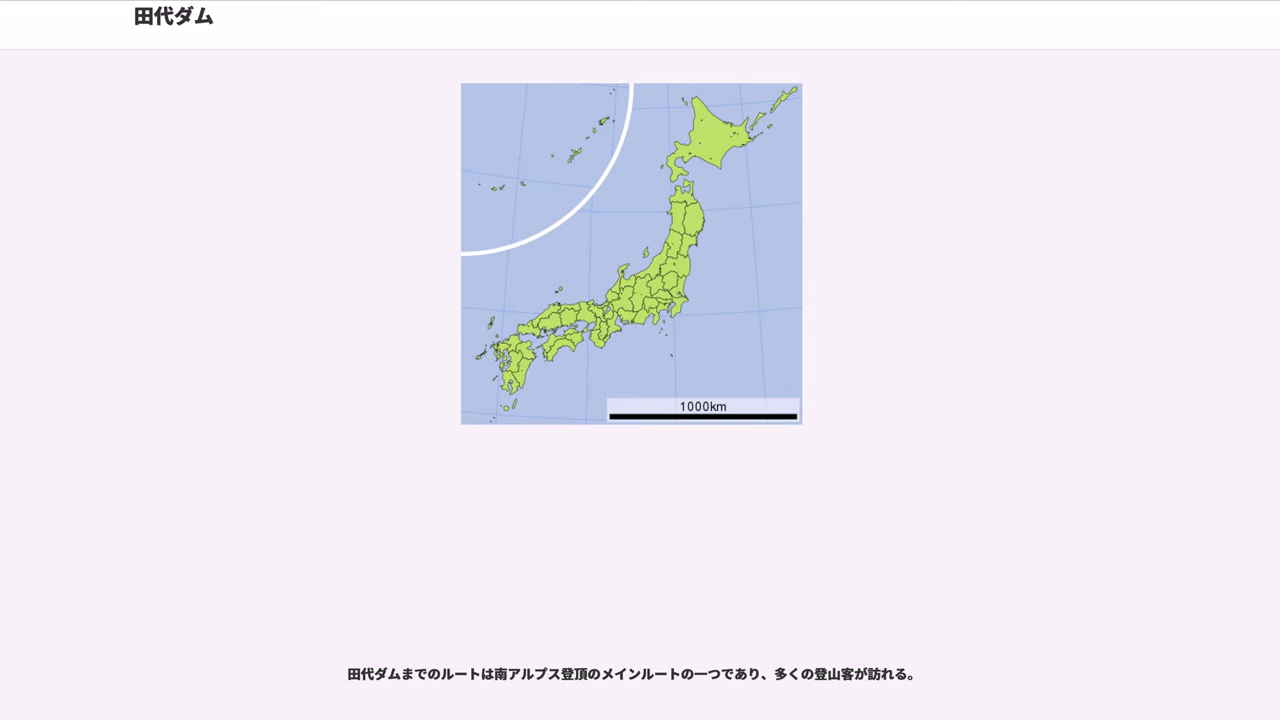 田代ダム
1000km
田代ダムまでのルートは南アルプス登頂のメインルートの一つであり、多くの登山客が訪れる。